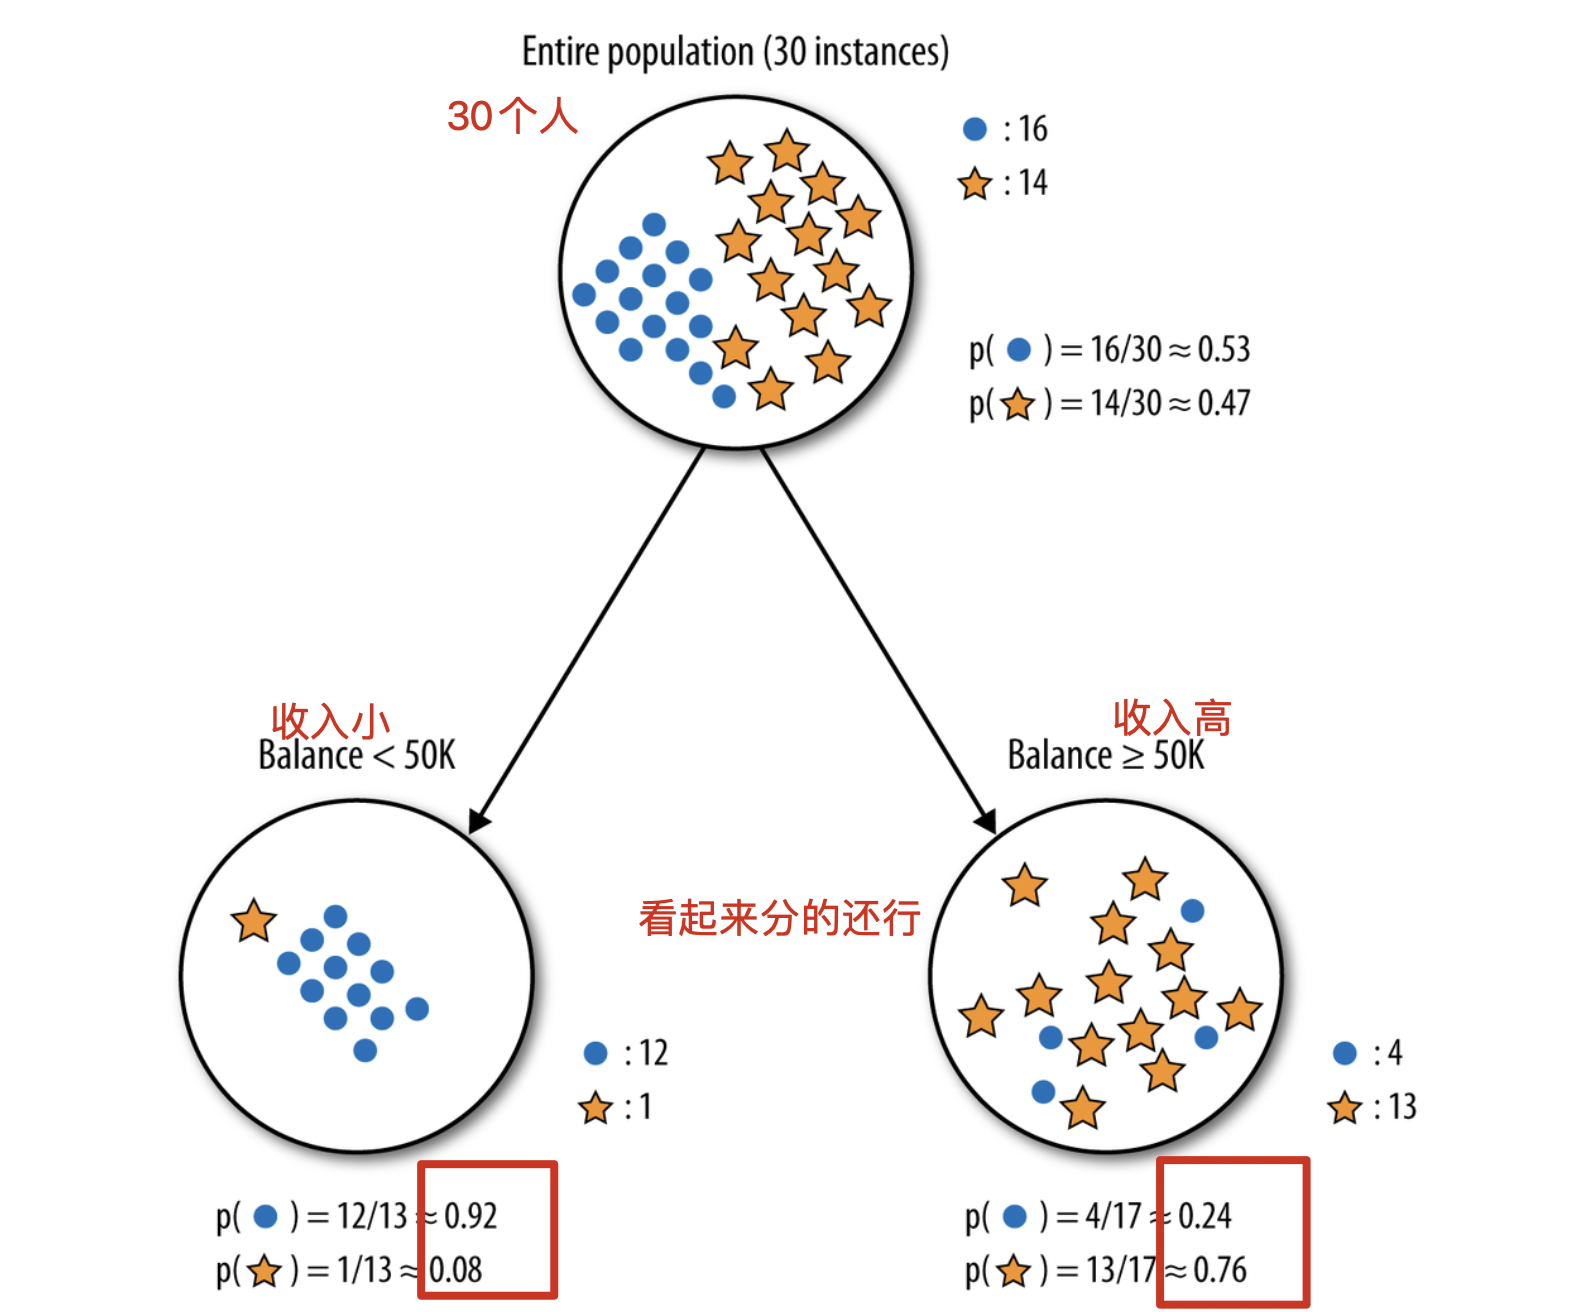 Entire population (30 instances)
30个人
: 16
: 14
p( ) = 16/30 ≈ 0.53
p( ) = 14/30 ≈ 0.47
收入小
Balance < 50K
收入高
Balance ≥ 50K
看起来分的还行
: 12
: 1
: 4
: 13
p( ) = 12/13 ≈ 0.92
p( ) = 1/13 ≈ 0.08
p( ) = 4/17 ≈ 0.24
p( ) = 13/17 ≈ 0.76